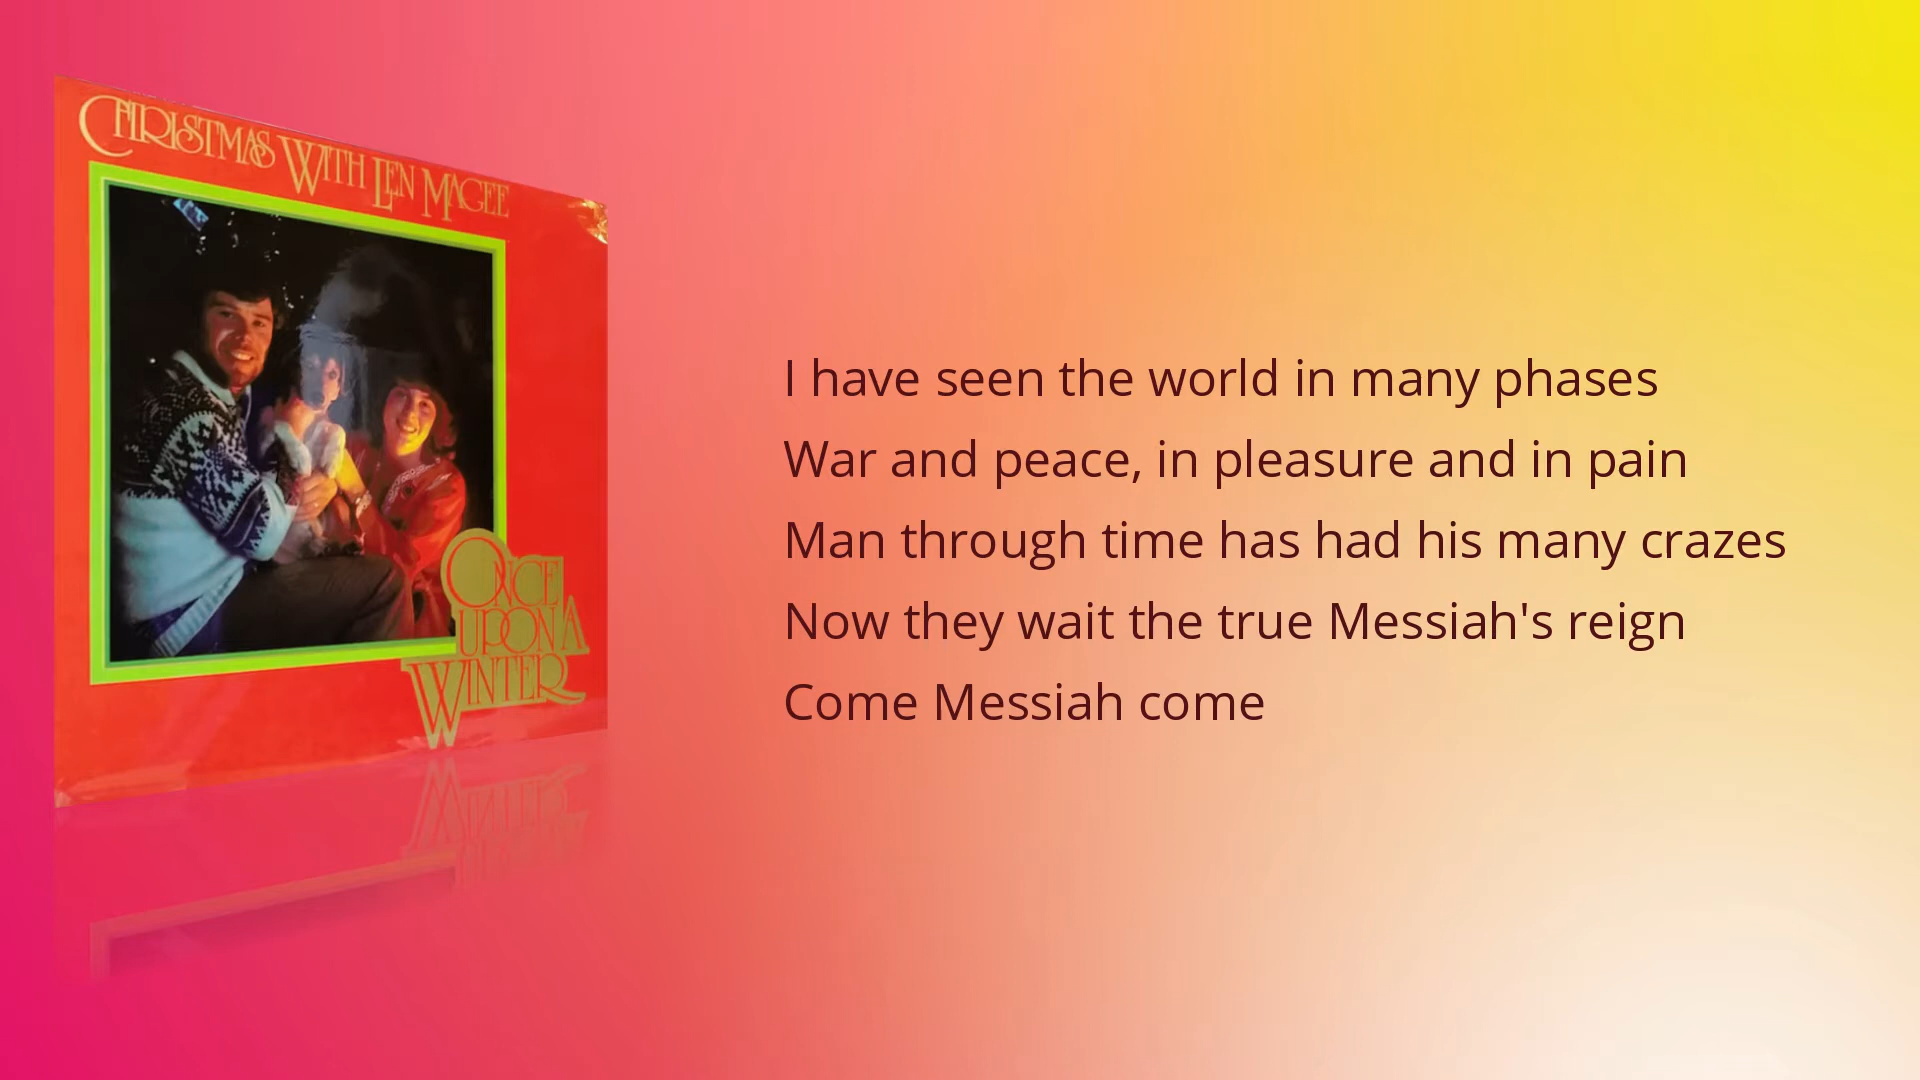 CHRISTMAS WITH LEN MAGEE
ONCE
UPON A
WINTER
I have seen the world in many phases
War and peace, in pleasure and in pain
Man through time has had his many crazes
Now they wait the true Messiah's reign
Come Messiah come